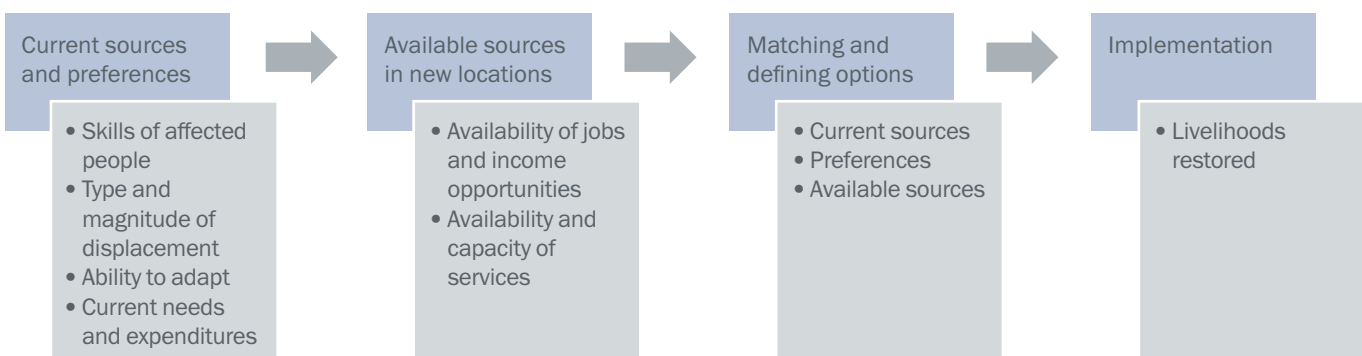 Current sources
and preferences
• Skills of affected
people
• Type and
magnitude of
displacement
• Ability to adapt
• Current needs
and expenditures
Available sources
in new locations
• Availability of jobs
and income
opportunities
• Availability and
capacity of
services
Matching and
defining options
• Current sources
• Preferences
• Available sources
Implementation
• Livelihoods
restored